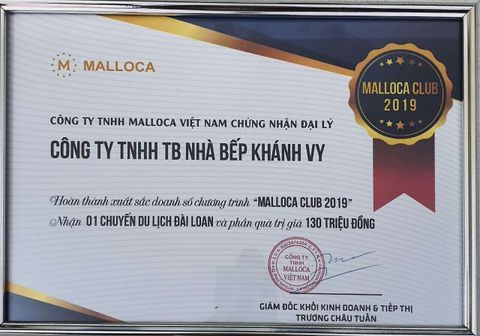 MALLOCA
MALLOCA CLUB
2019
CÔNG TY TNHH MALLOCA VIỆT NAM CHỨNG NHẬN ĐẠI LÝ
CÔNG TY TNHH TB NHÀ BẾP KHÁNH VY
Hoàn thành xuất sắc doanh số chương trình "MALLOCA CLUB 2019"
Nhận 01 CHUYẾN DU LỊCH ĐÀI LOAN và phần quà trị giá 130 TRIỆU ĐỒNG
CÔNG TY
TNHH
MALLOCA
VIỆT NAM
GIÁM ĐỐC KHỐI KINH DOANH & TIẾP THỊ
TRƯƠNG CHÂU TUẤN